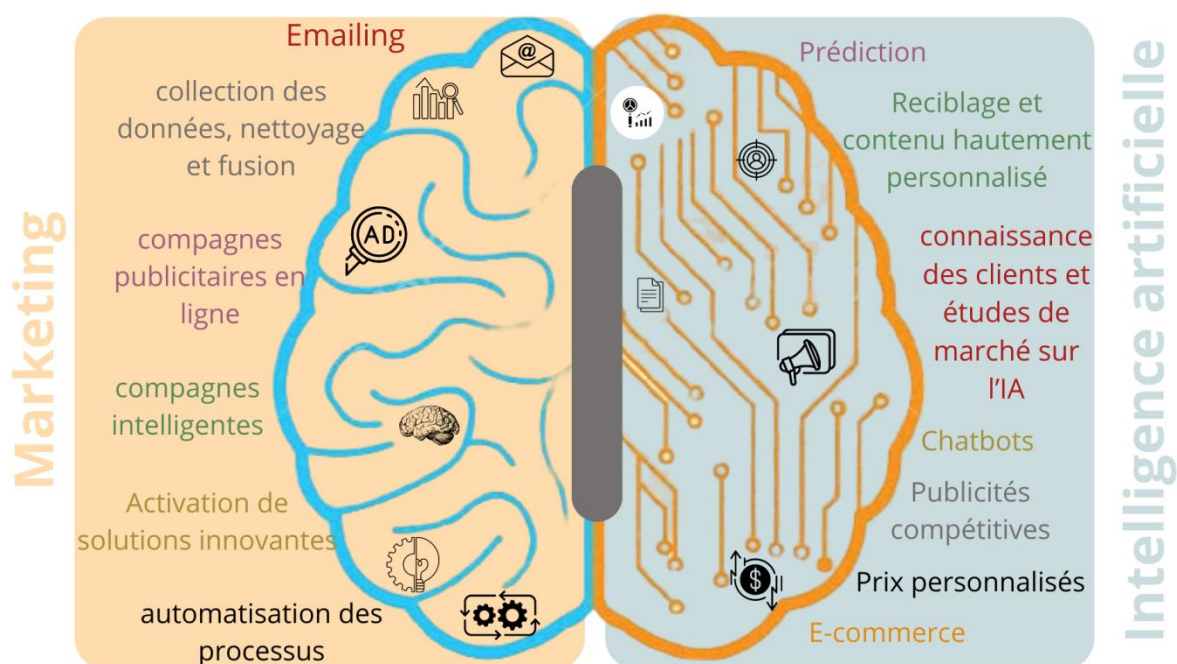 Marketing
Emailing
collection des
données, nettoyage
et fusion
AD
compagnes
publicitaires en
ligne
compagnes
intelligentes
Activation de
solutions innovantes
automatisation des
processus
@
$
Prédiction
Reciblage et
contenu hautement
personnalisé
connaissance
des clients et
études de
marché sur
l'IA
Chatbots
Publicités
compétitives
Prix personnalisés
E-commerce
Intelligence artificielle